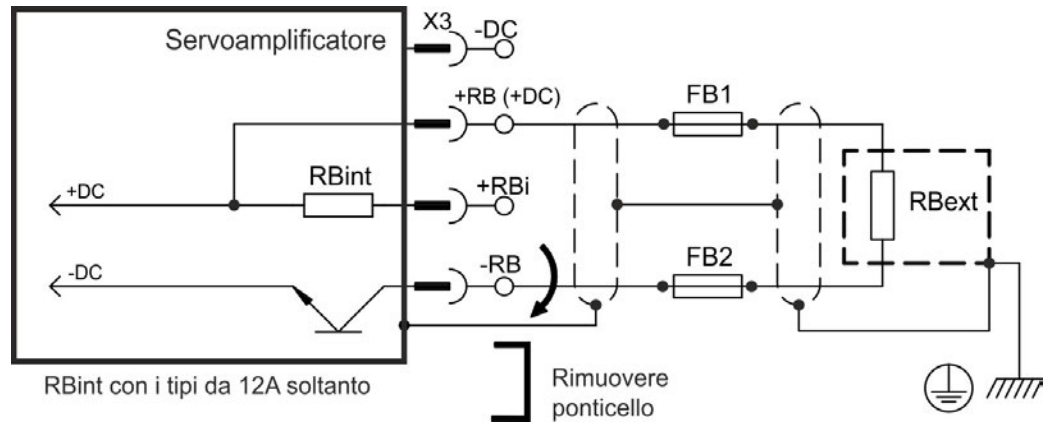 Servoamplificatore
X3
-DC
+RB (+DC)
FB1
+DC
RBint
+RBi
RBext
-DC
-RB
FB2
RBint con i tipi da 12A soltanto
Rimuovere
ponticello